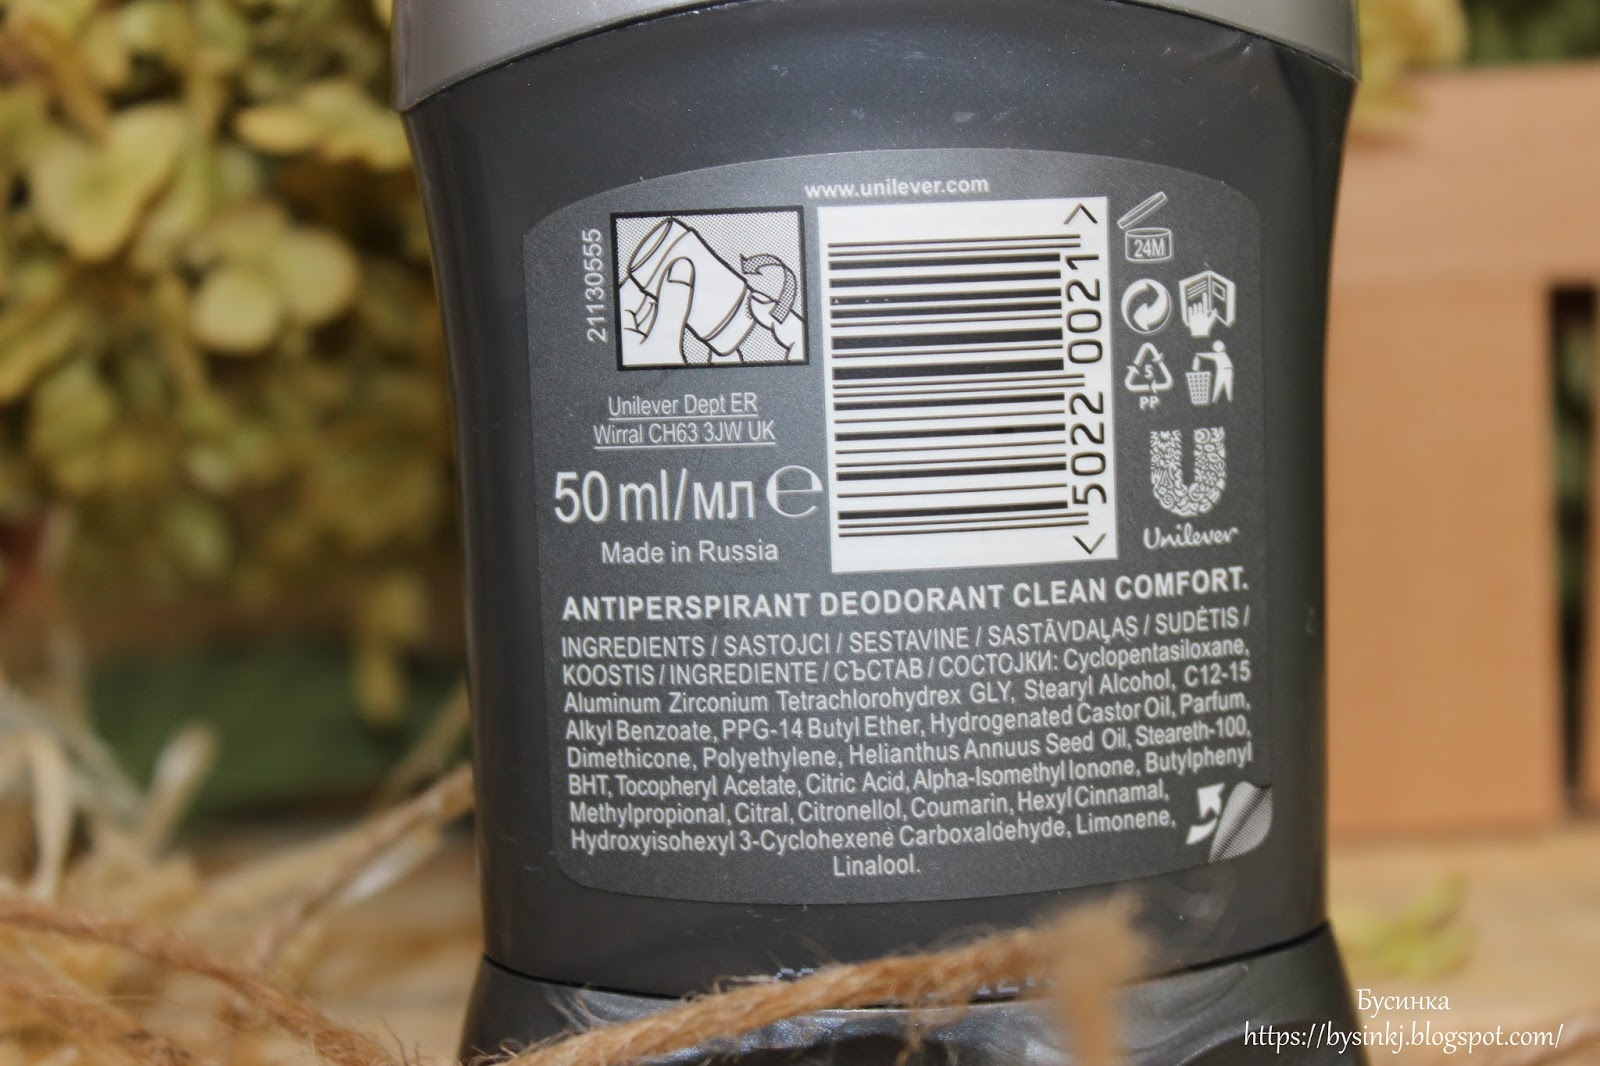 www.unilever.com
21130555
24M
5022 0021
5
PP
Unilever Dept ER
Wirral CH63 3JW UK
50 ml/мл ℮
Made in Russia
Unilever
ANTIPERSPIRANT DEODORANT CLEAN COMFORT.
INGREDIENTS / SASTOJCI / SESTAVINE / SASTĀVDAĻAS / SUDĖTIS /
KOOSTIS / INGREDIENTE / СЪСТАВ / СОСТОЈКИ: Cyclopentasiloxane,
Aluminum Zirconium Tetrachlorohydrex GLY, Stearyl Alcohol, C12-15
Alkyl Benzoate, PPG-14 Butyl Ether, Hydrogenated Castor Oil, Parfum,
Dimethicone, Polyethylene, Helianthus Annuus Seed Oil, Steareth-100,
BHT, Tocopheryl Acetate, Citric Acid, Alpha-Isomethyl Ionone, Butylphenyl
Methylpropional, Citral, Citronellol, Coumarin, Hexyl Cinnamal,
Hydroxyisohexyl 3-Cyclohexene Carboxaldehyde, Limonene,
Linalool.
Бусинка
https://bysinkj.blogspot.com/